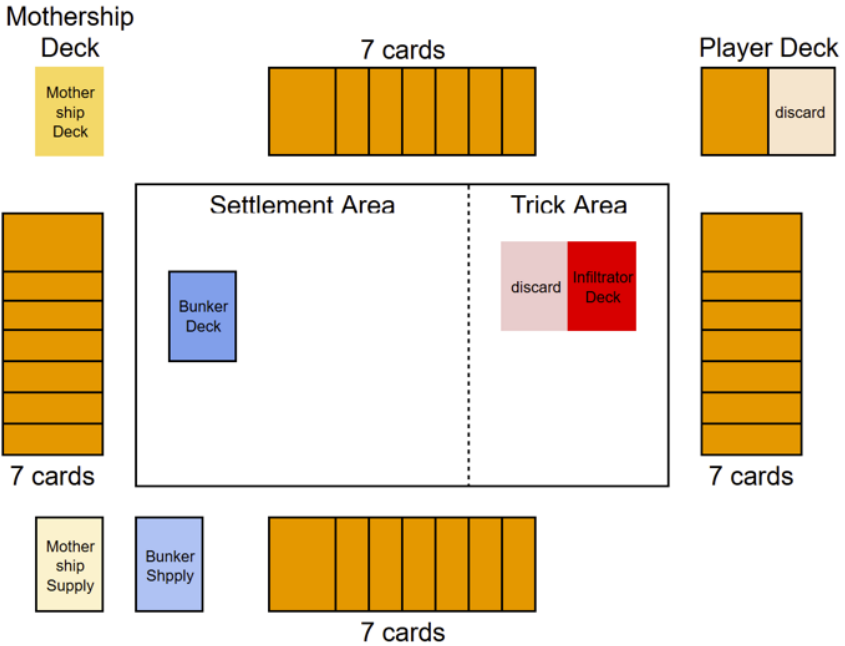 Mothership
Deck
7 cards
Player Deck
Mother
ship
Deck
discard
Settlement Area
Trick Area
Bunker
Deck
discard
Infiltrator
Deck
7 cards
7 cards
Mother
ship
Supply
Bunker
Shpply
7 cards